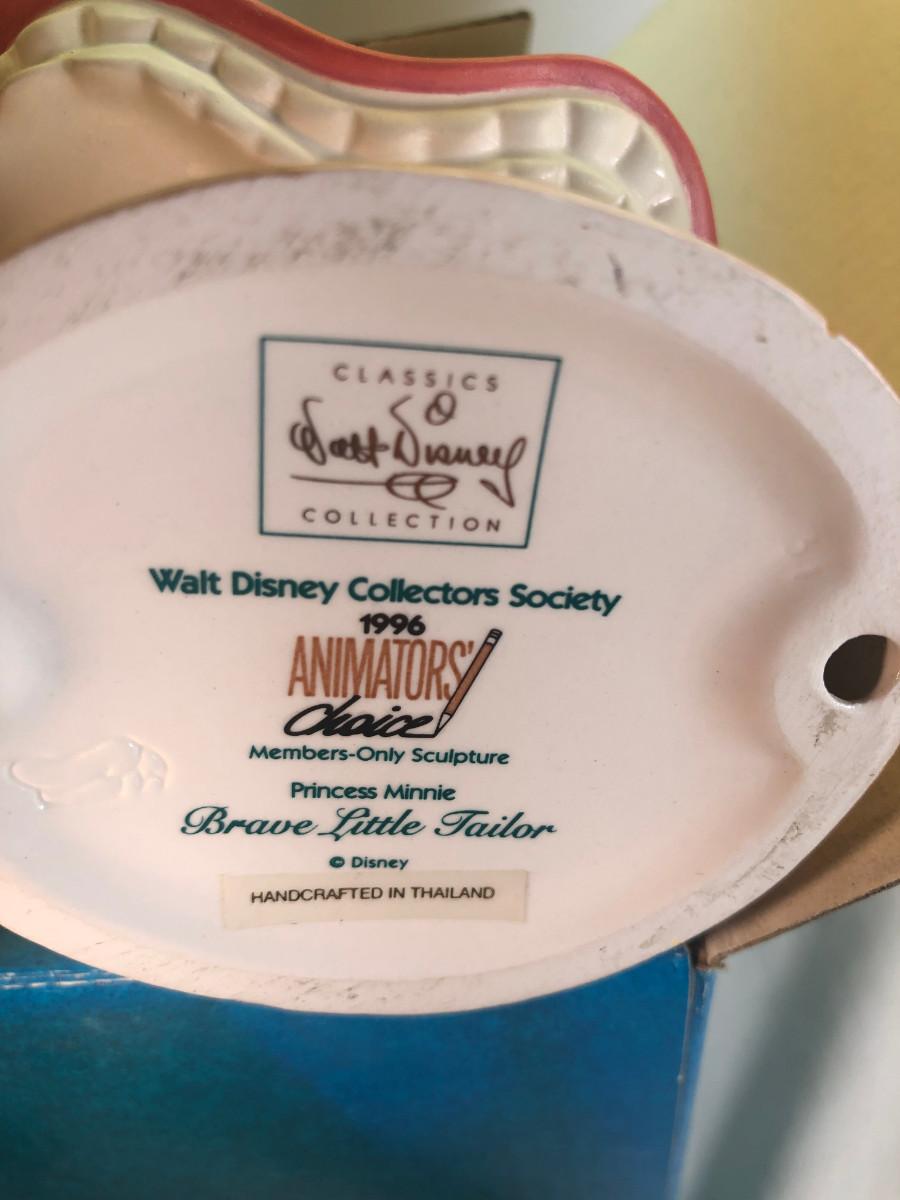 CLASSICS
Walt Disney
COLLECTION
Walt Disney Collectors Society
1996
ANIMATORS'
Choice
Members-Only Sculpture
Princess Minnie
Brave Little Tailor
© Disney
HANDCRAFTED IN THAILAND